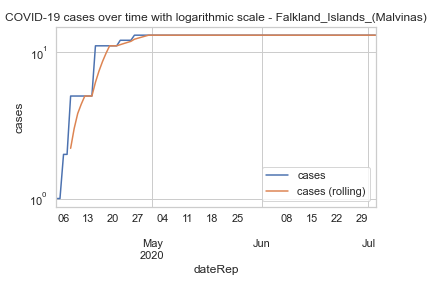 COVID-19 cases over time with logarithmic scale - Falkland_Islands_(Malvinas)
10¹
10⁰
cases
cases
cases (rolling)
06 13 20 27 04 11 18 25 08 15 22 29
May Jun Jul
2020
dateRep